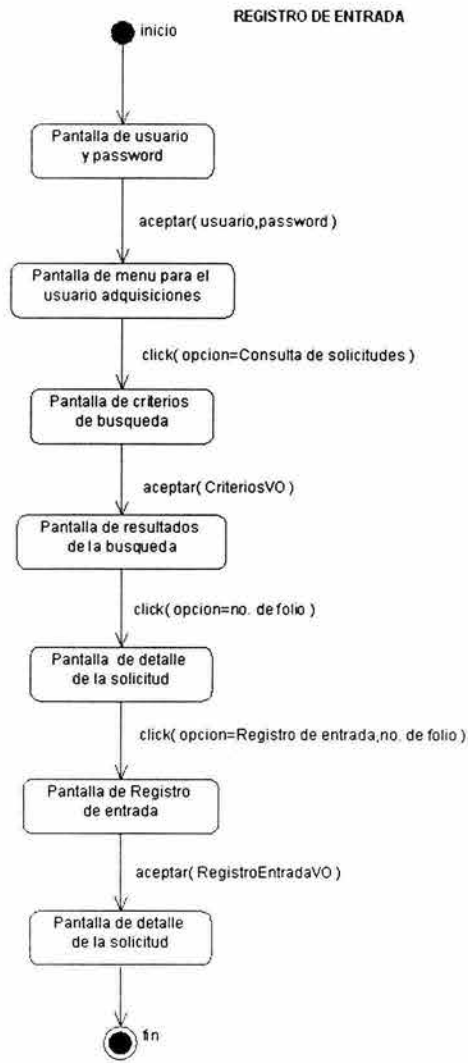 REGISTRO DE ENTRADA
inicio
Pantalla de usuario
y password
aceptar( usuario,password )
Pantalla de menu para el
usuario adquisiciones
click( opcion=Consulta de solicitudes )
Pantalla de criterios
de busqueda
aceptar( CriteriosVO )
Pantalla de resultados
de la busqueda
click( opcion=no. de folio )
Pantalla de detalle
de la solicitud
click( opcion=Registro de entrada,no. de folio )
Pantalla de Registro
de entrada
aceptar( RegistroEntradaVO )
Pantalla de detalle
de la solicitud
fin